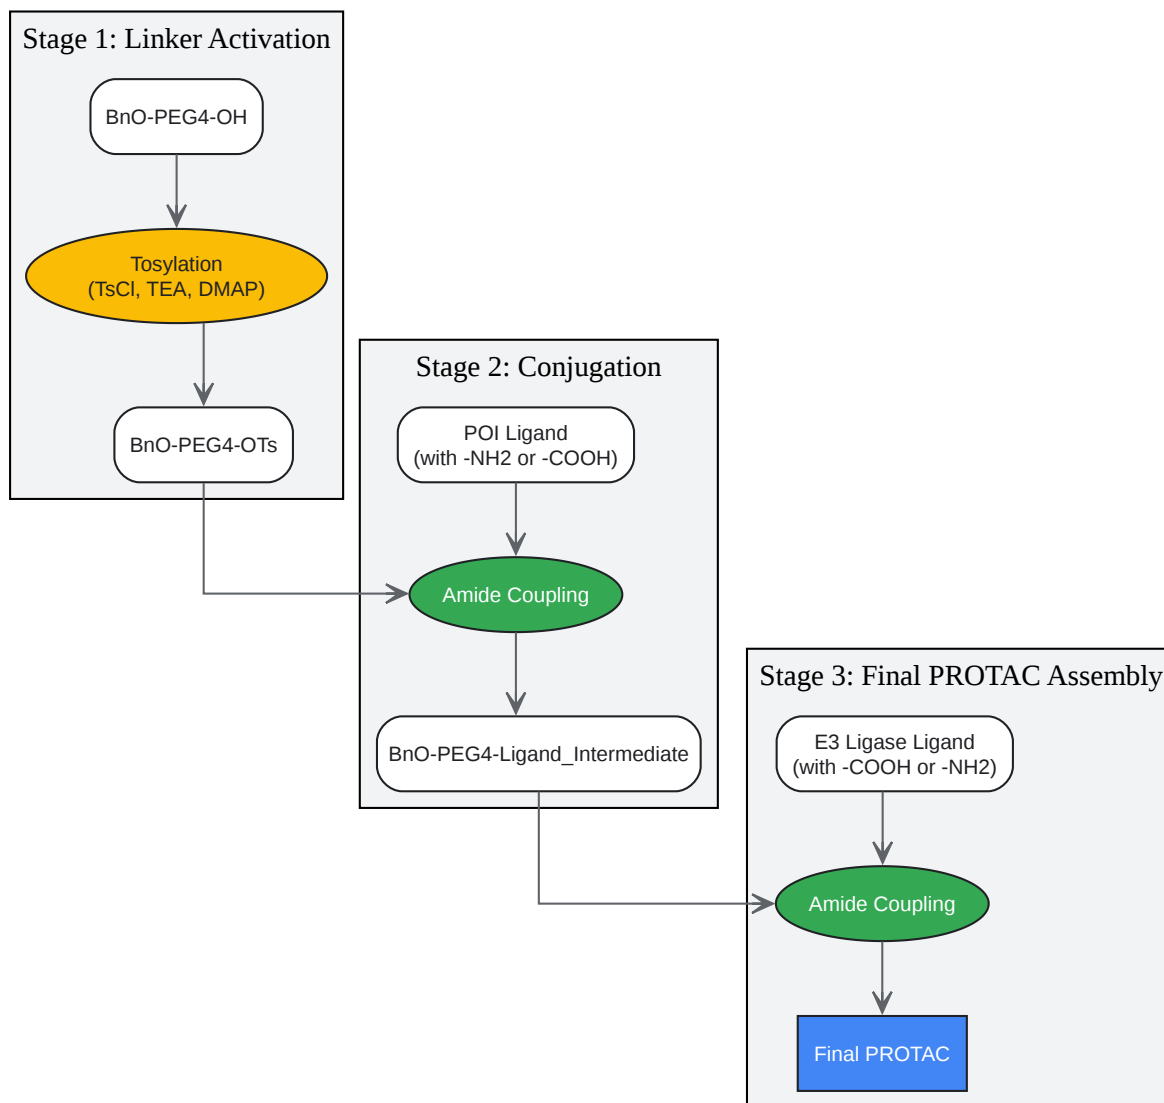 Stage 1: Linker Activation
BnO-PEG4-OH
Tosylation
(TsCl, TEA, DMAP)
BnO-PEG4-OTs
Stage 2: Conjugation
POI Ligand
(with -NH2 or -COOH)
Amide Coupling
BnO-PEG4-Ligand_Intermediate
Stage 3: Final PROTAC Assembly
E3 Ligase Ligand
(with -COOH or -NH2)
Amide Coupling
Final PROTAC